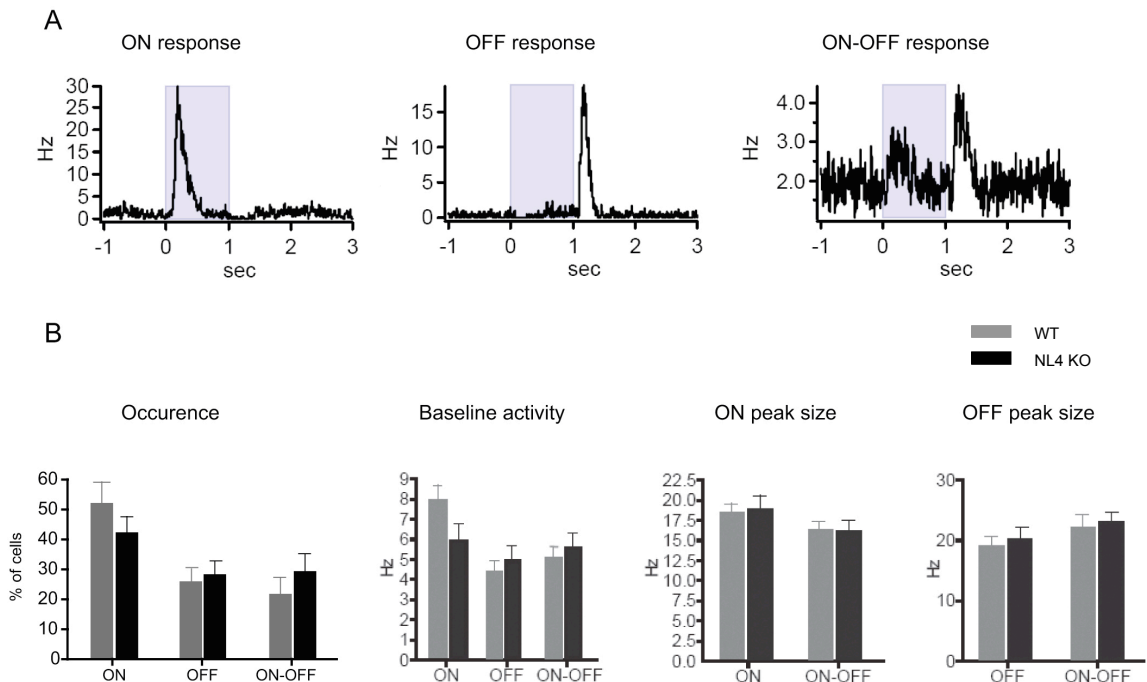 A
ON response
OFF response
ON-OFF response
30
25
20
15
10
5
0
Hz
-1 0 1 2 3
sec
15
10
5
0
Hz
-1 0 1 2 3
sec
4.0
3.0
2.0
Hz
-1 0 1 2 3
sec
B
WT
NL4 KO
Occurence
Baseline activity
ON peak size
OFF peak size
60
50
40
30
20
10
0
% of cells
ON OFF ON-OFF
9
8
7
6
5
4
3
2
1
0
Hz
ON OFF ON-OFF
22.5
20.0
17.5
15.0
12.5
10.0
7.5
5.0
2.5
0.0
Hz
ON ON-OFF
30
20
10
0
Hz
OFF ON-OFF